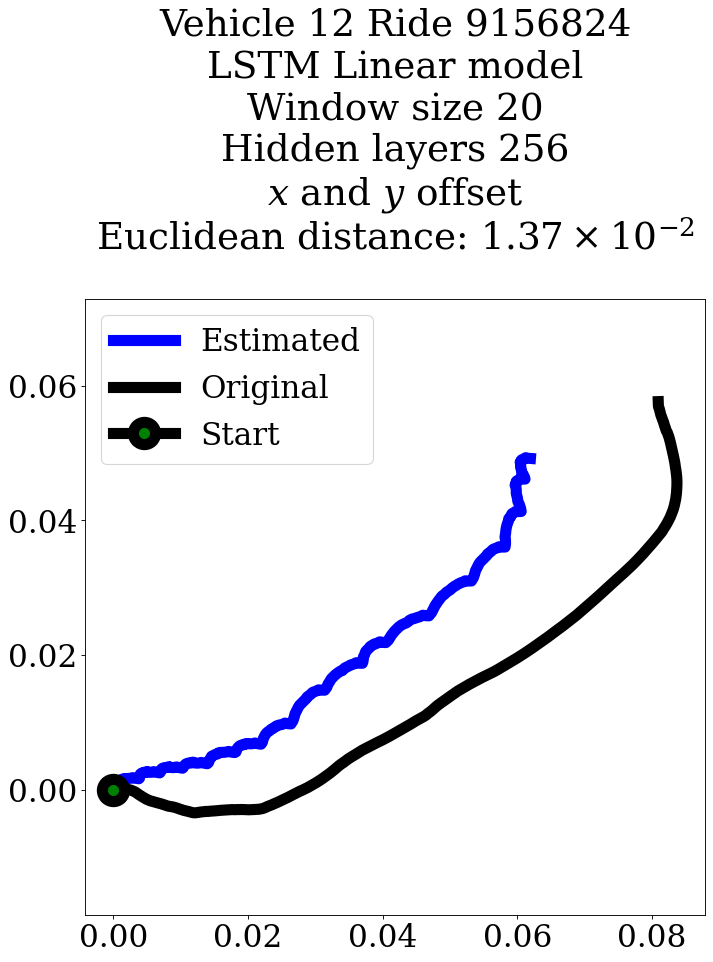 Vehicle 12 Ride 9156824
LSTM Linear model
Window size 20
Hidden layers 256
x and y offset
Euclidean distance: 1.37 × 10⁻²
Estimated
Original
Start
0.06
0.04
0.02
0.00
0.00 0.02 0.04 0.06 0.08